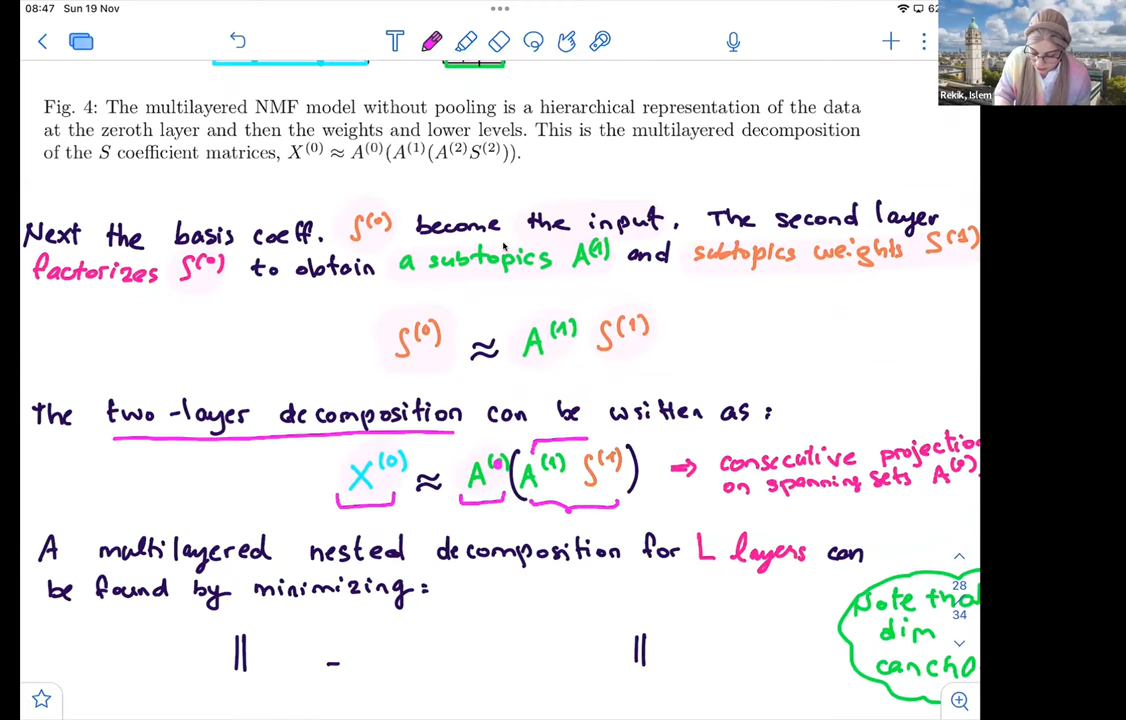 08:47 Sun 19 Nov
Rekik, Islem
Fig. 4: The multilayered NMF model without pooling is a hierarchical representation of the data
at the zeroth layer and then the weights and lower levels. This is the multilayered decomposition
of the S coefficient matrices, X⁽⁰⁾ ≈ A⁽⁰⁾(A⁽¹⁾(A⁽²⁾S⁽²⁾)).
Next the basis coeff. S⁽⁰⁾ become the input. The second layer
factorizes S⁽⁰⁾ to obtain a subtopics A⁽¹⁾ and subtopics weights S⁽¹⁾
S⁽⁰⁾ ≈ A⁽¹⁾ S⁽¹⁾
The two-layer decomposition can be written as:
X⁽⁰⁾ ≈ A⁽⁰⁾(A⁽¹⁾ S⁽¹⁾) ⇒ consecutive projectio
on spanning sets
A multilayered nested decomposition for L layers can
be found by minimizing:
|| - ||
Note tha
dim
can
28
34